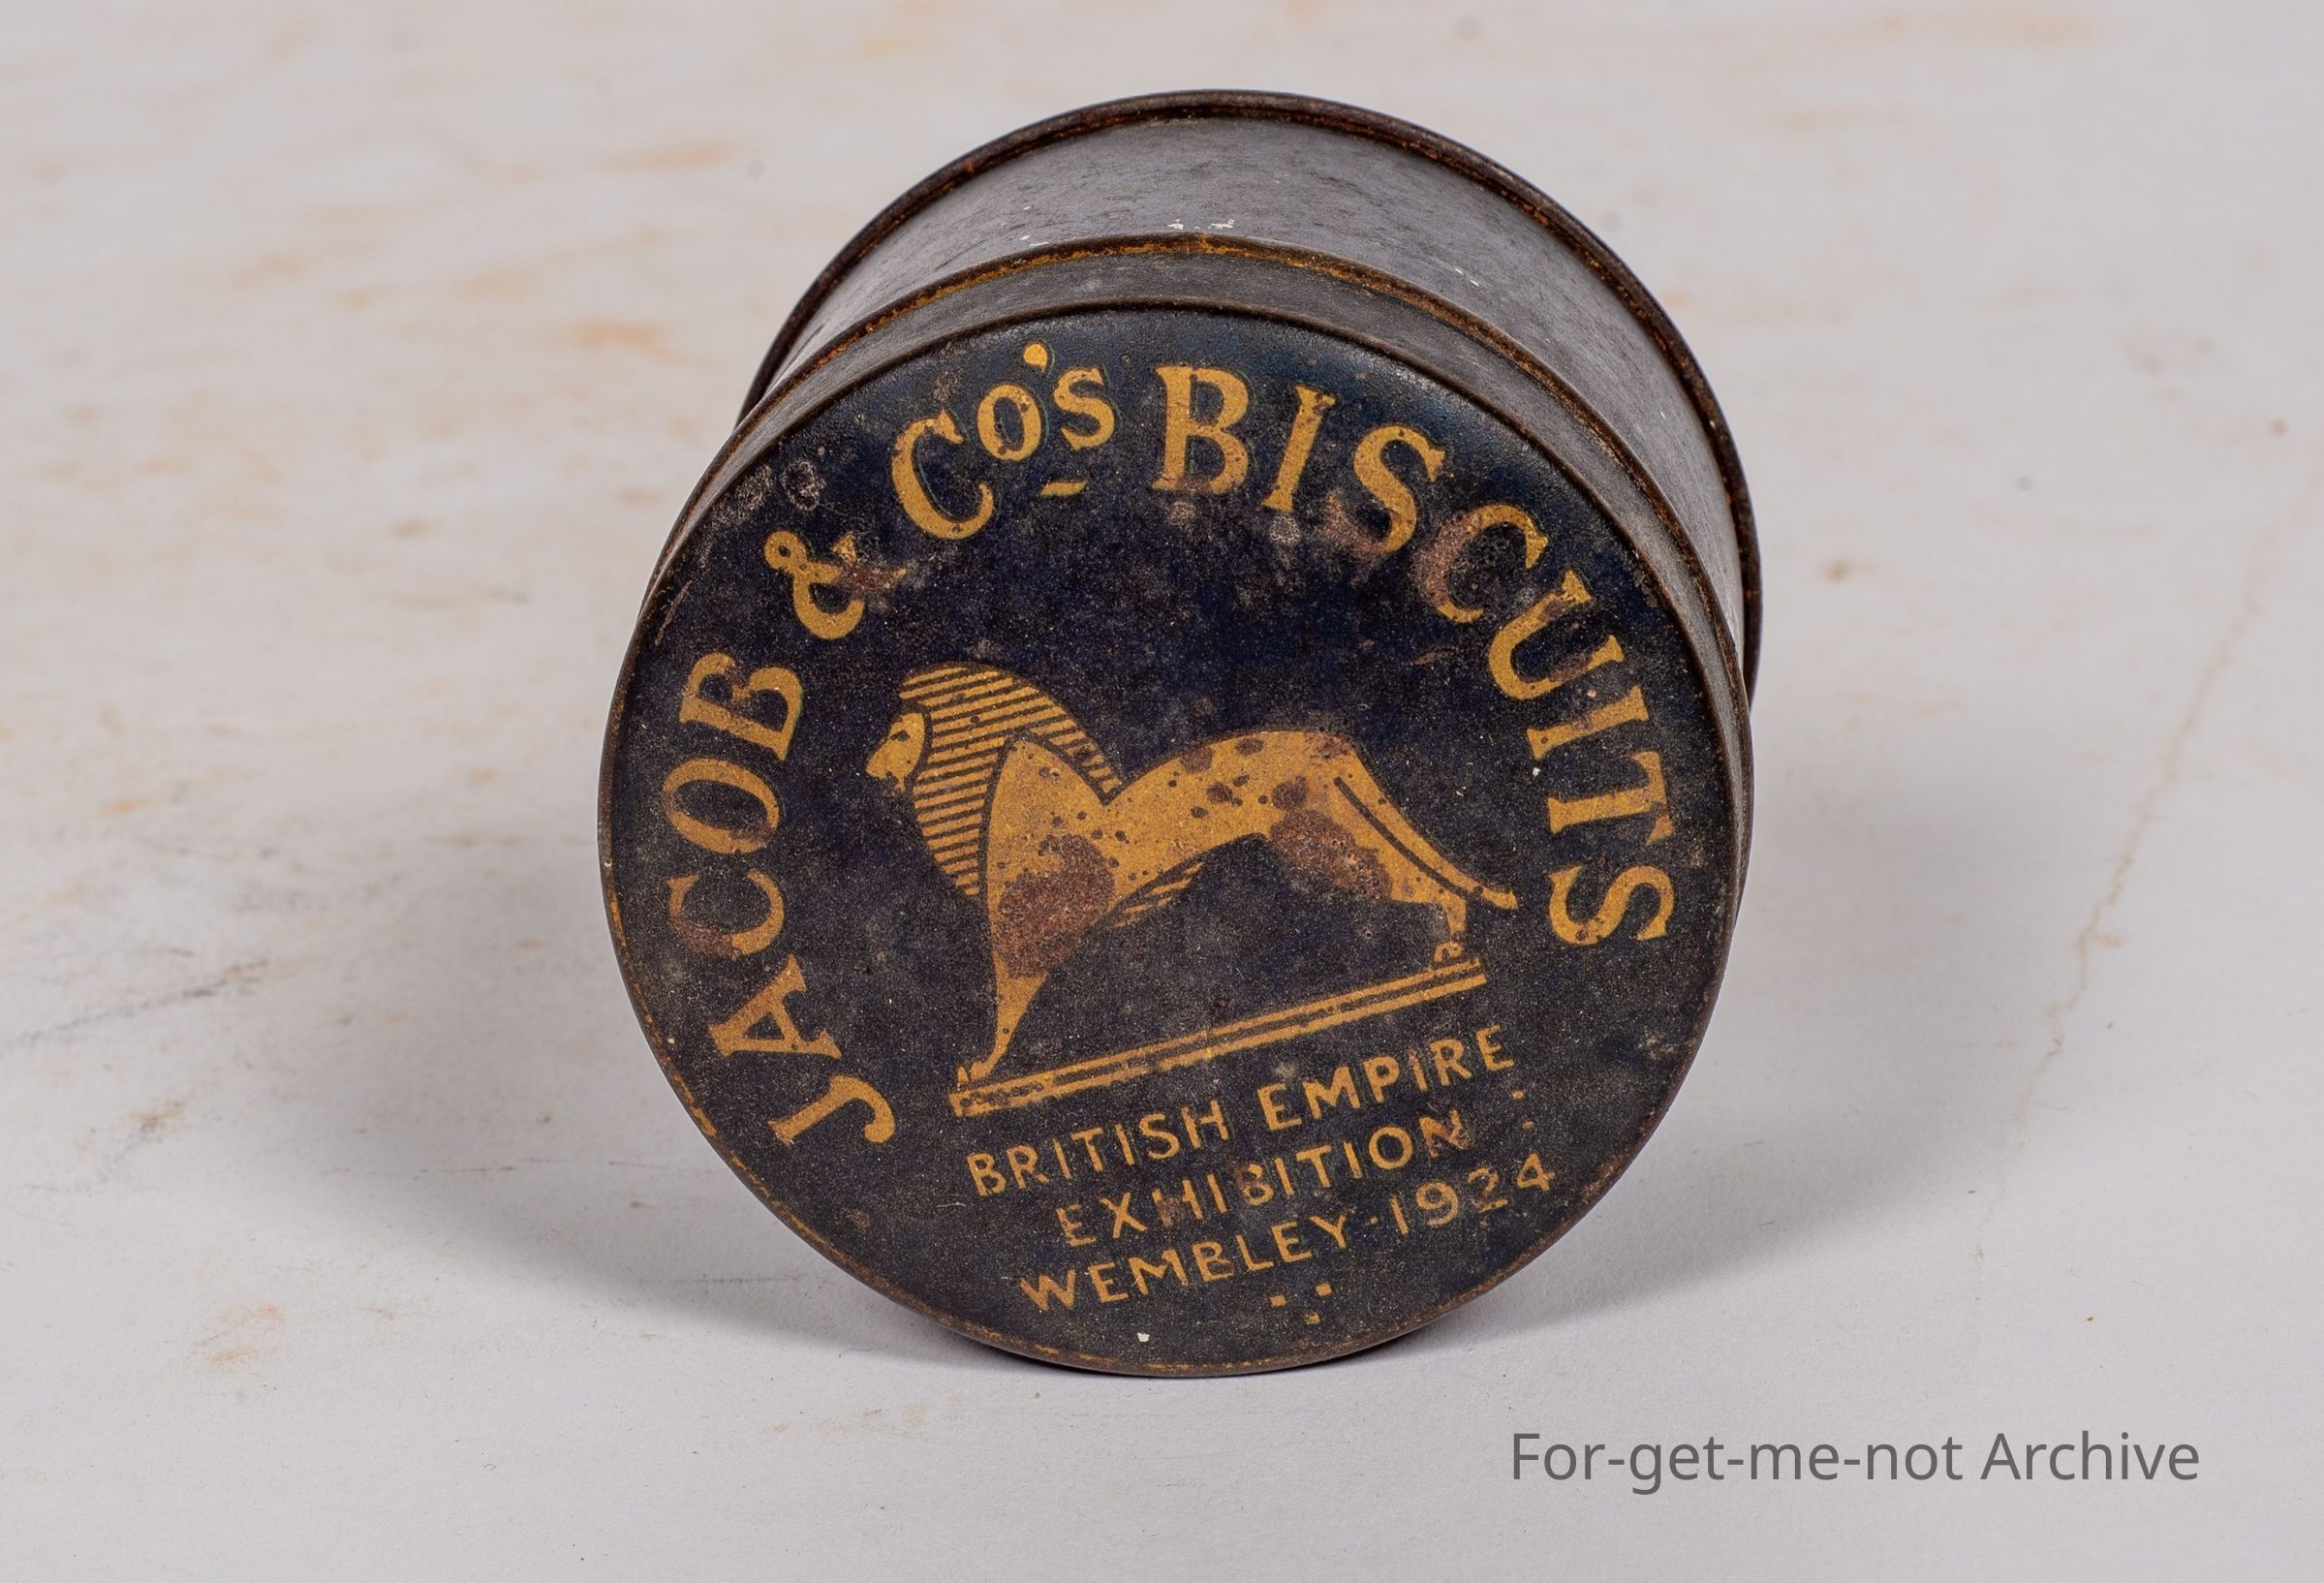 JACOB & Co's BISCUITS
BRITISH EMPIRE
EXHIBITION
WEMBLEY·1924
For-get-me-not Archive